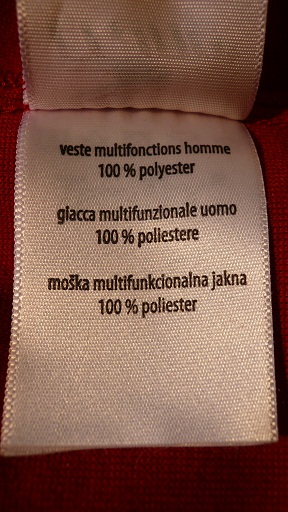 veste multifonctions homme
100 % polyester
giacca multifunzionale uomo
100 % poliestere
moška multifunkcionalna jakna
100 % poliester